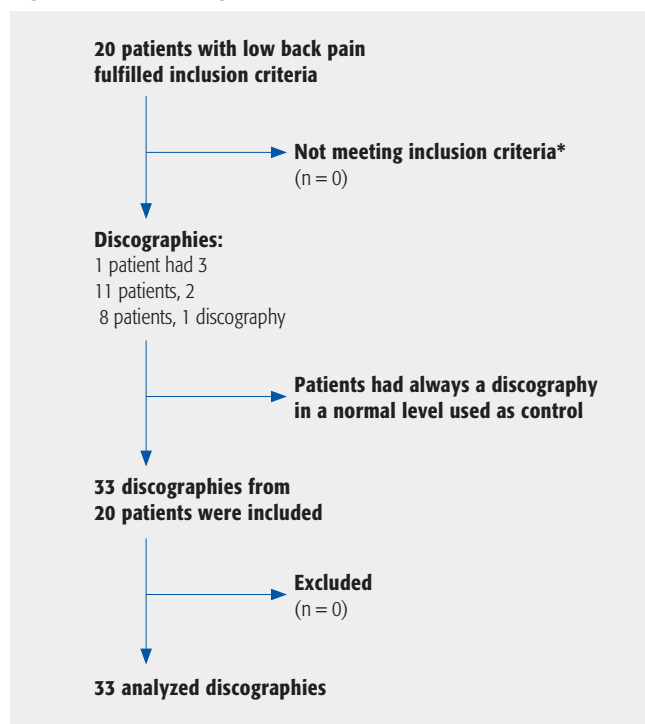 20 patients with low back pain
fulfilled inclusion criteria
Not meeting inclusion criteria*
(n = 0)
Discographies:
1 patient had 3
11 patients, 2
8 patients, 1 discography
Patients had always a discography
in a normal level used as control
33 discographies from
20 patients were included
Excluded
(n = 0)
33 analyzed discographies